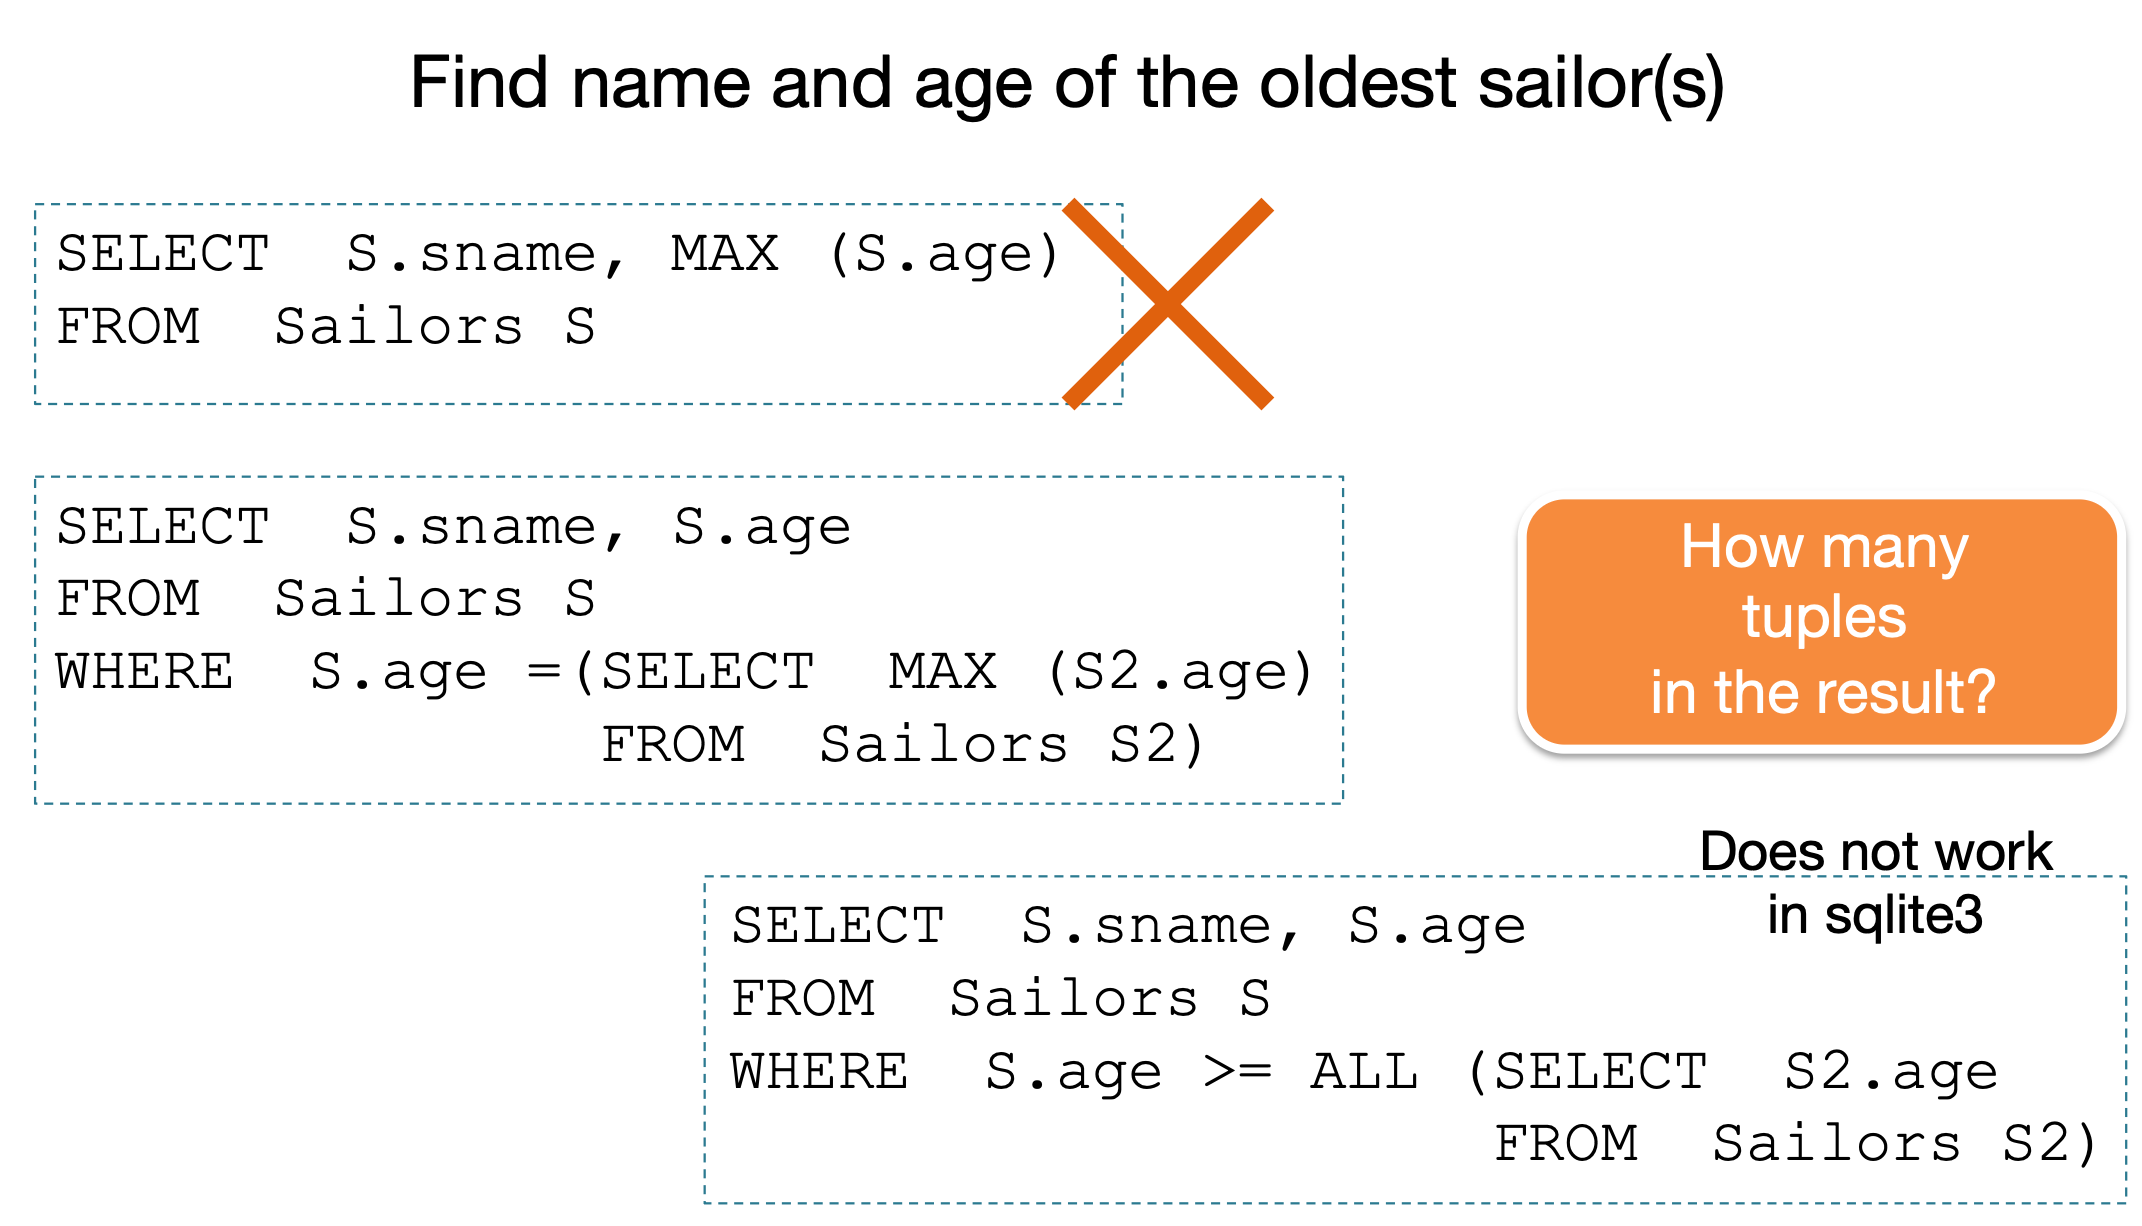 Find name and age of the oldest sailor(s)
SELECT  S.sname, MAX (S.age)
FROM  Sailors S
SELECT  S.sname, S.age
FROM  Sailors S
WHERE  S.age =(SELECT  MAX (S2.age)
FROM  Sailors S2)
How many
tuples
in the result?
Does not work
in sqlite3
SELECT  S.sname, S.age
FROM  Sailors S
WHERE  S.age >= ALL (SELECT  S2.age
FROM  Sailors S2)